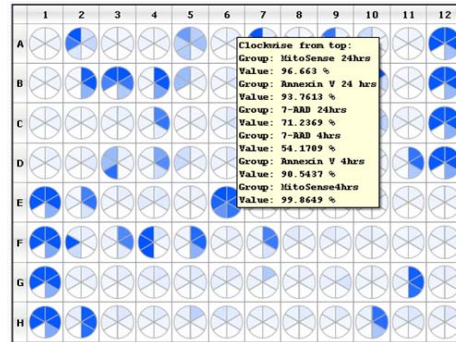 1 2 3 4 5 6 7 8 9 10 11 12
A
Clockwise from top:
Group: MitoSense 24hrs
Value: 96.663 %
B
Group: Annexin V 24 hrs
Value: 93.7613 %
Group: 7-AAD 24hrs
C
Value: 71.2369 %
Group: 7-AAD 4hrs
Value: 54.1709 %
D
Group: Annexin V 4hrs
Value: 90.5437 %
Group: MitoSense4hrs
E
Value: 99.8649 %
F
G
H